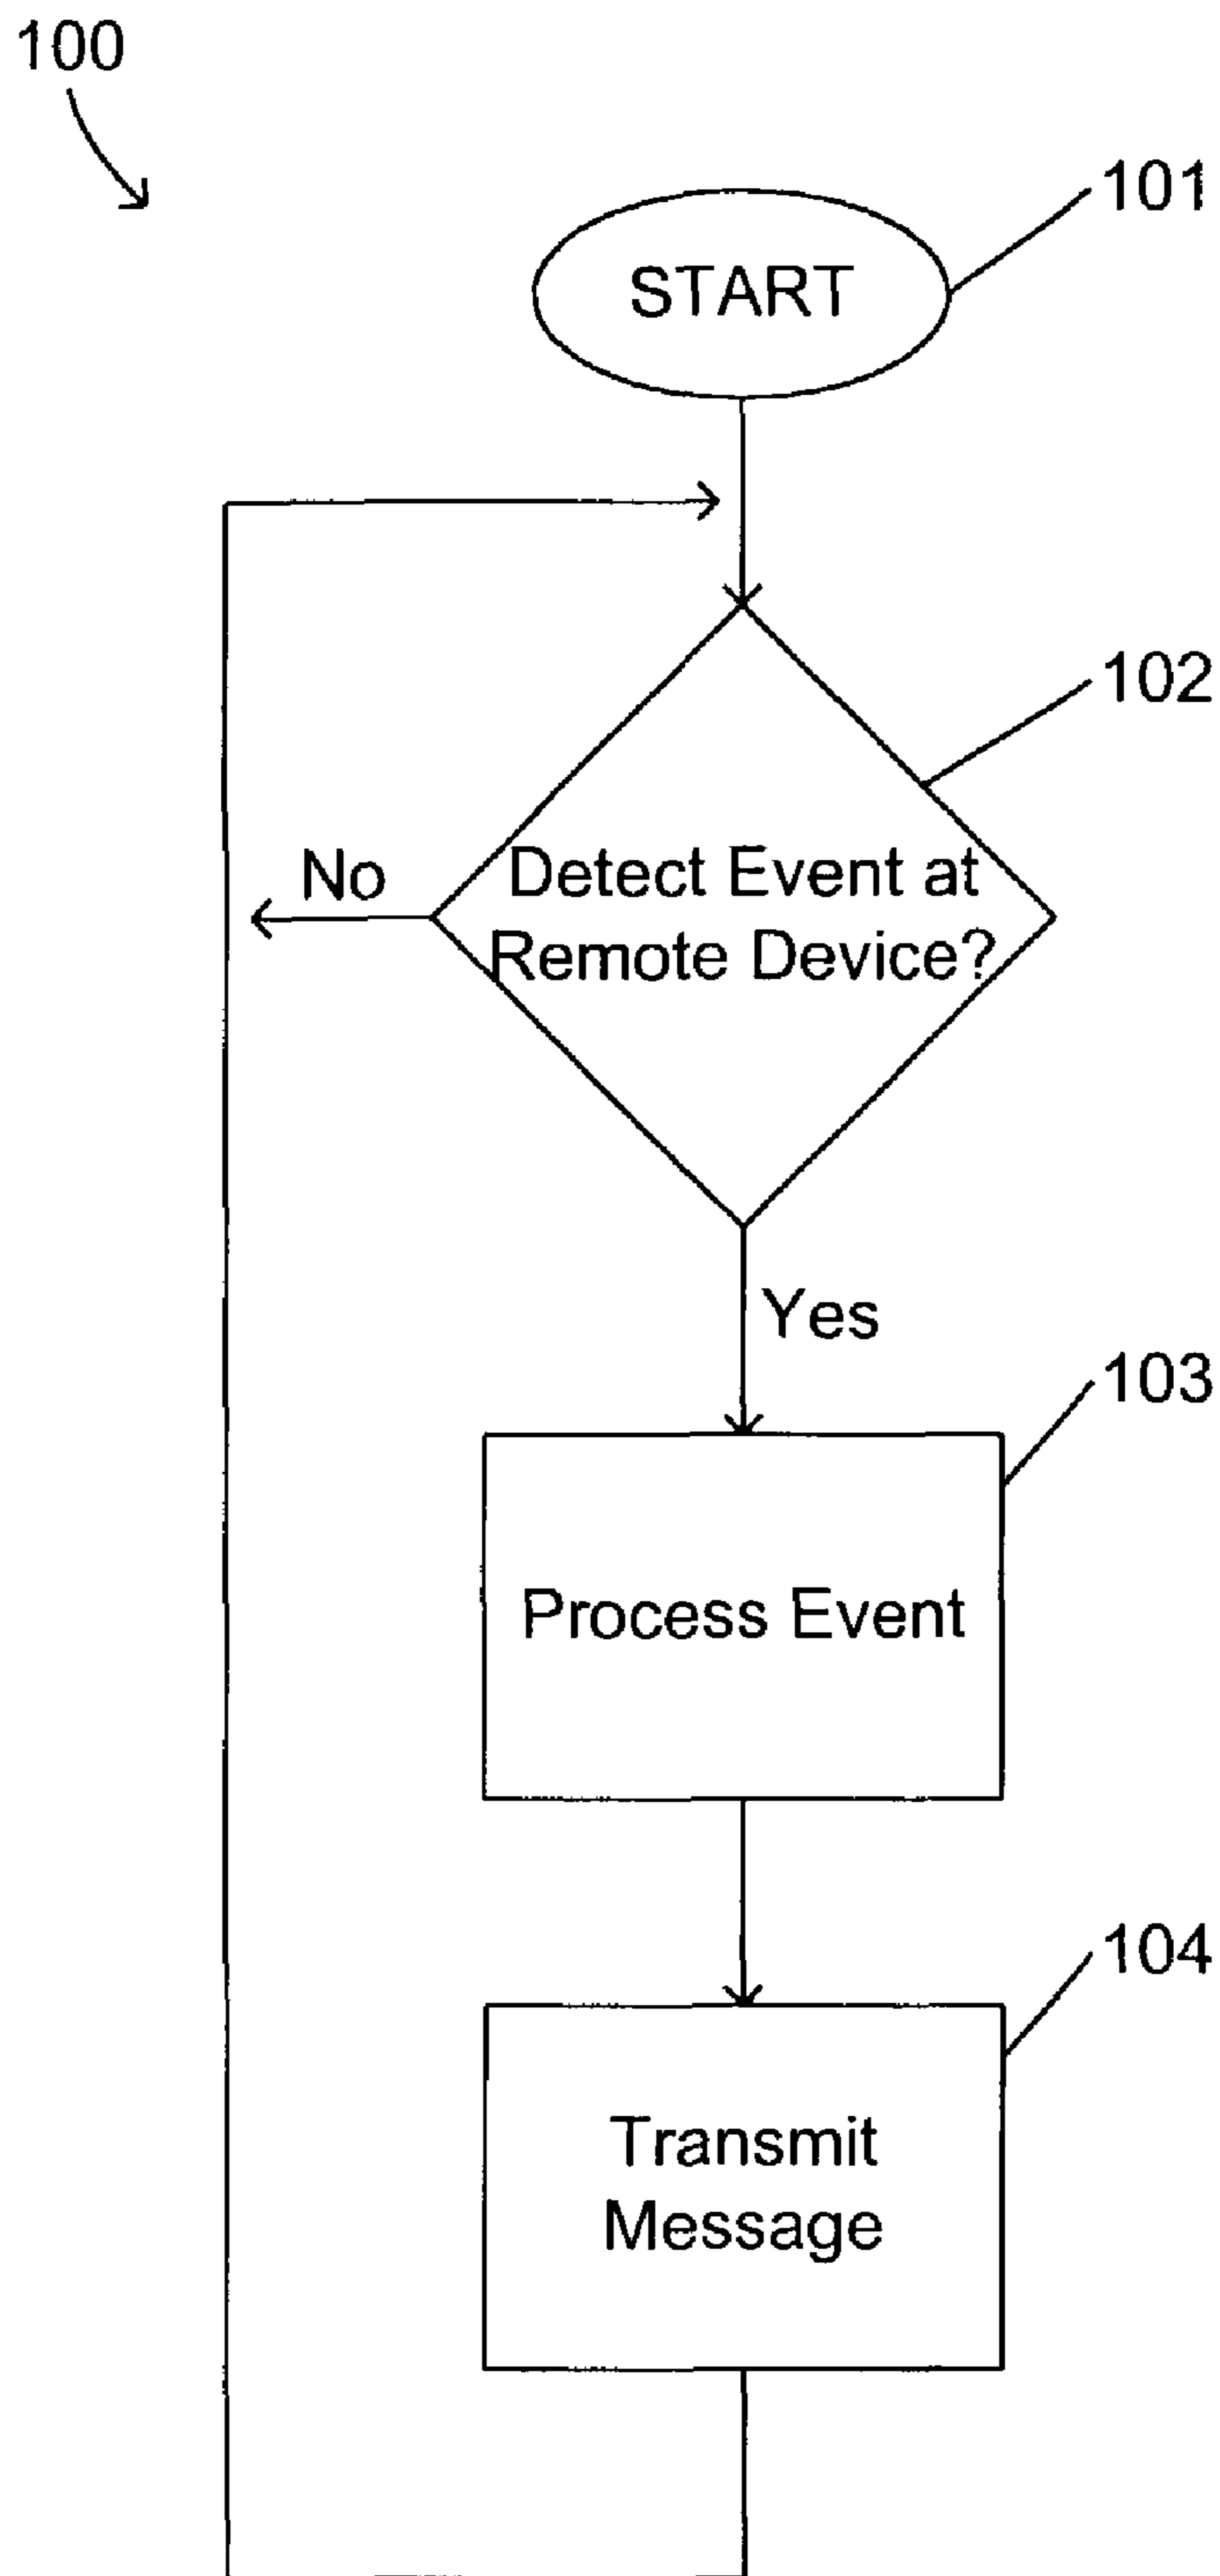 100
101
START
102
No
Detect Event at
Remote Device?
Yes
103
Process Event
104
Transmit
Message